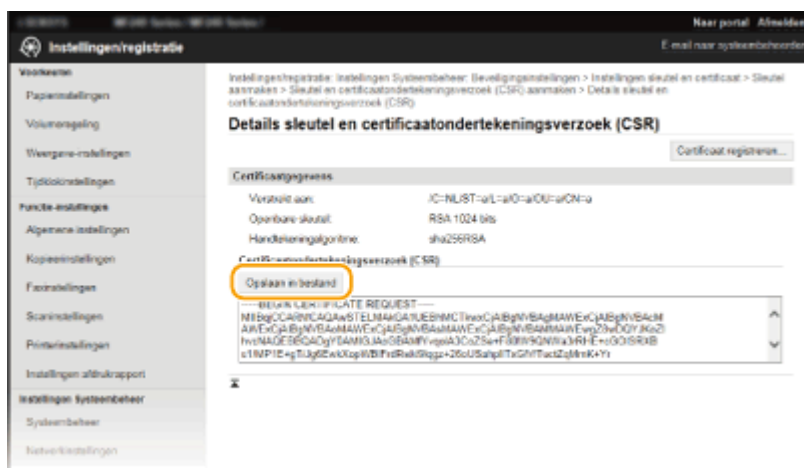 Naar portal Afmelden
Instellingen/registratie
E-mail naar systeembeheerder
Voorkeuren
Papierinstellingen
Volumeregeling
Weergave-instellingen
Tijdklokinstellingen
Functie-instellingen
Algemene instellingen
Kopieerinstellingen
Faxinstellingen
Scaninstellingen
Printerinstellingen
Instellingen afdrukrapport
Instellingen Systeembeheer
Systeembeheer
Netwerkinstellingen
Instellingen/registratie: Instellingen Systeembeheer: Beveiligingsinstellingen > Instellingen sleutel en certificaat > Sleutel
aanmaken > Sleutel en certificaatondertekeningsverzoek (CSR) aanmaken > Details sleutel en
certificaatondertekeningsverzoek (CSR)
Details sleutel en certificaatondertekeningsverzoek (CSR)
Certificaat registreren...
Certificaatgegevens
Verstrekt aan: /C=NL/ST=a/L=a/O=a/OU=a/CN=a
Openbare sleutel: RSA 1024 bits
Handtekeningalgoritme: sha256RSA
Certificaatondertekeningsverzoek (CSR)
Opslaan in bestand
-----BEGIN CERTIFICATE REQUEST-----